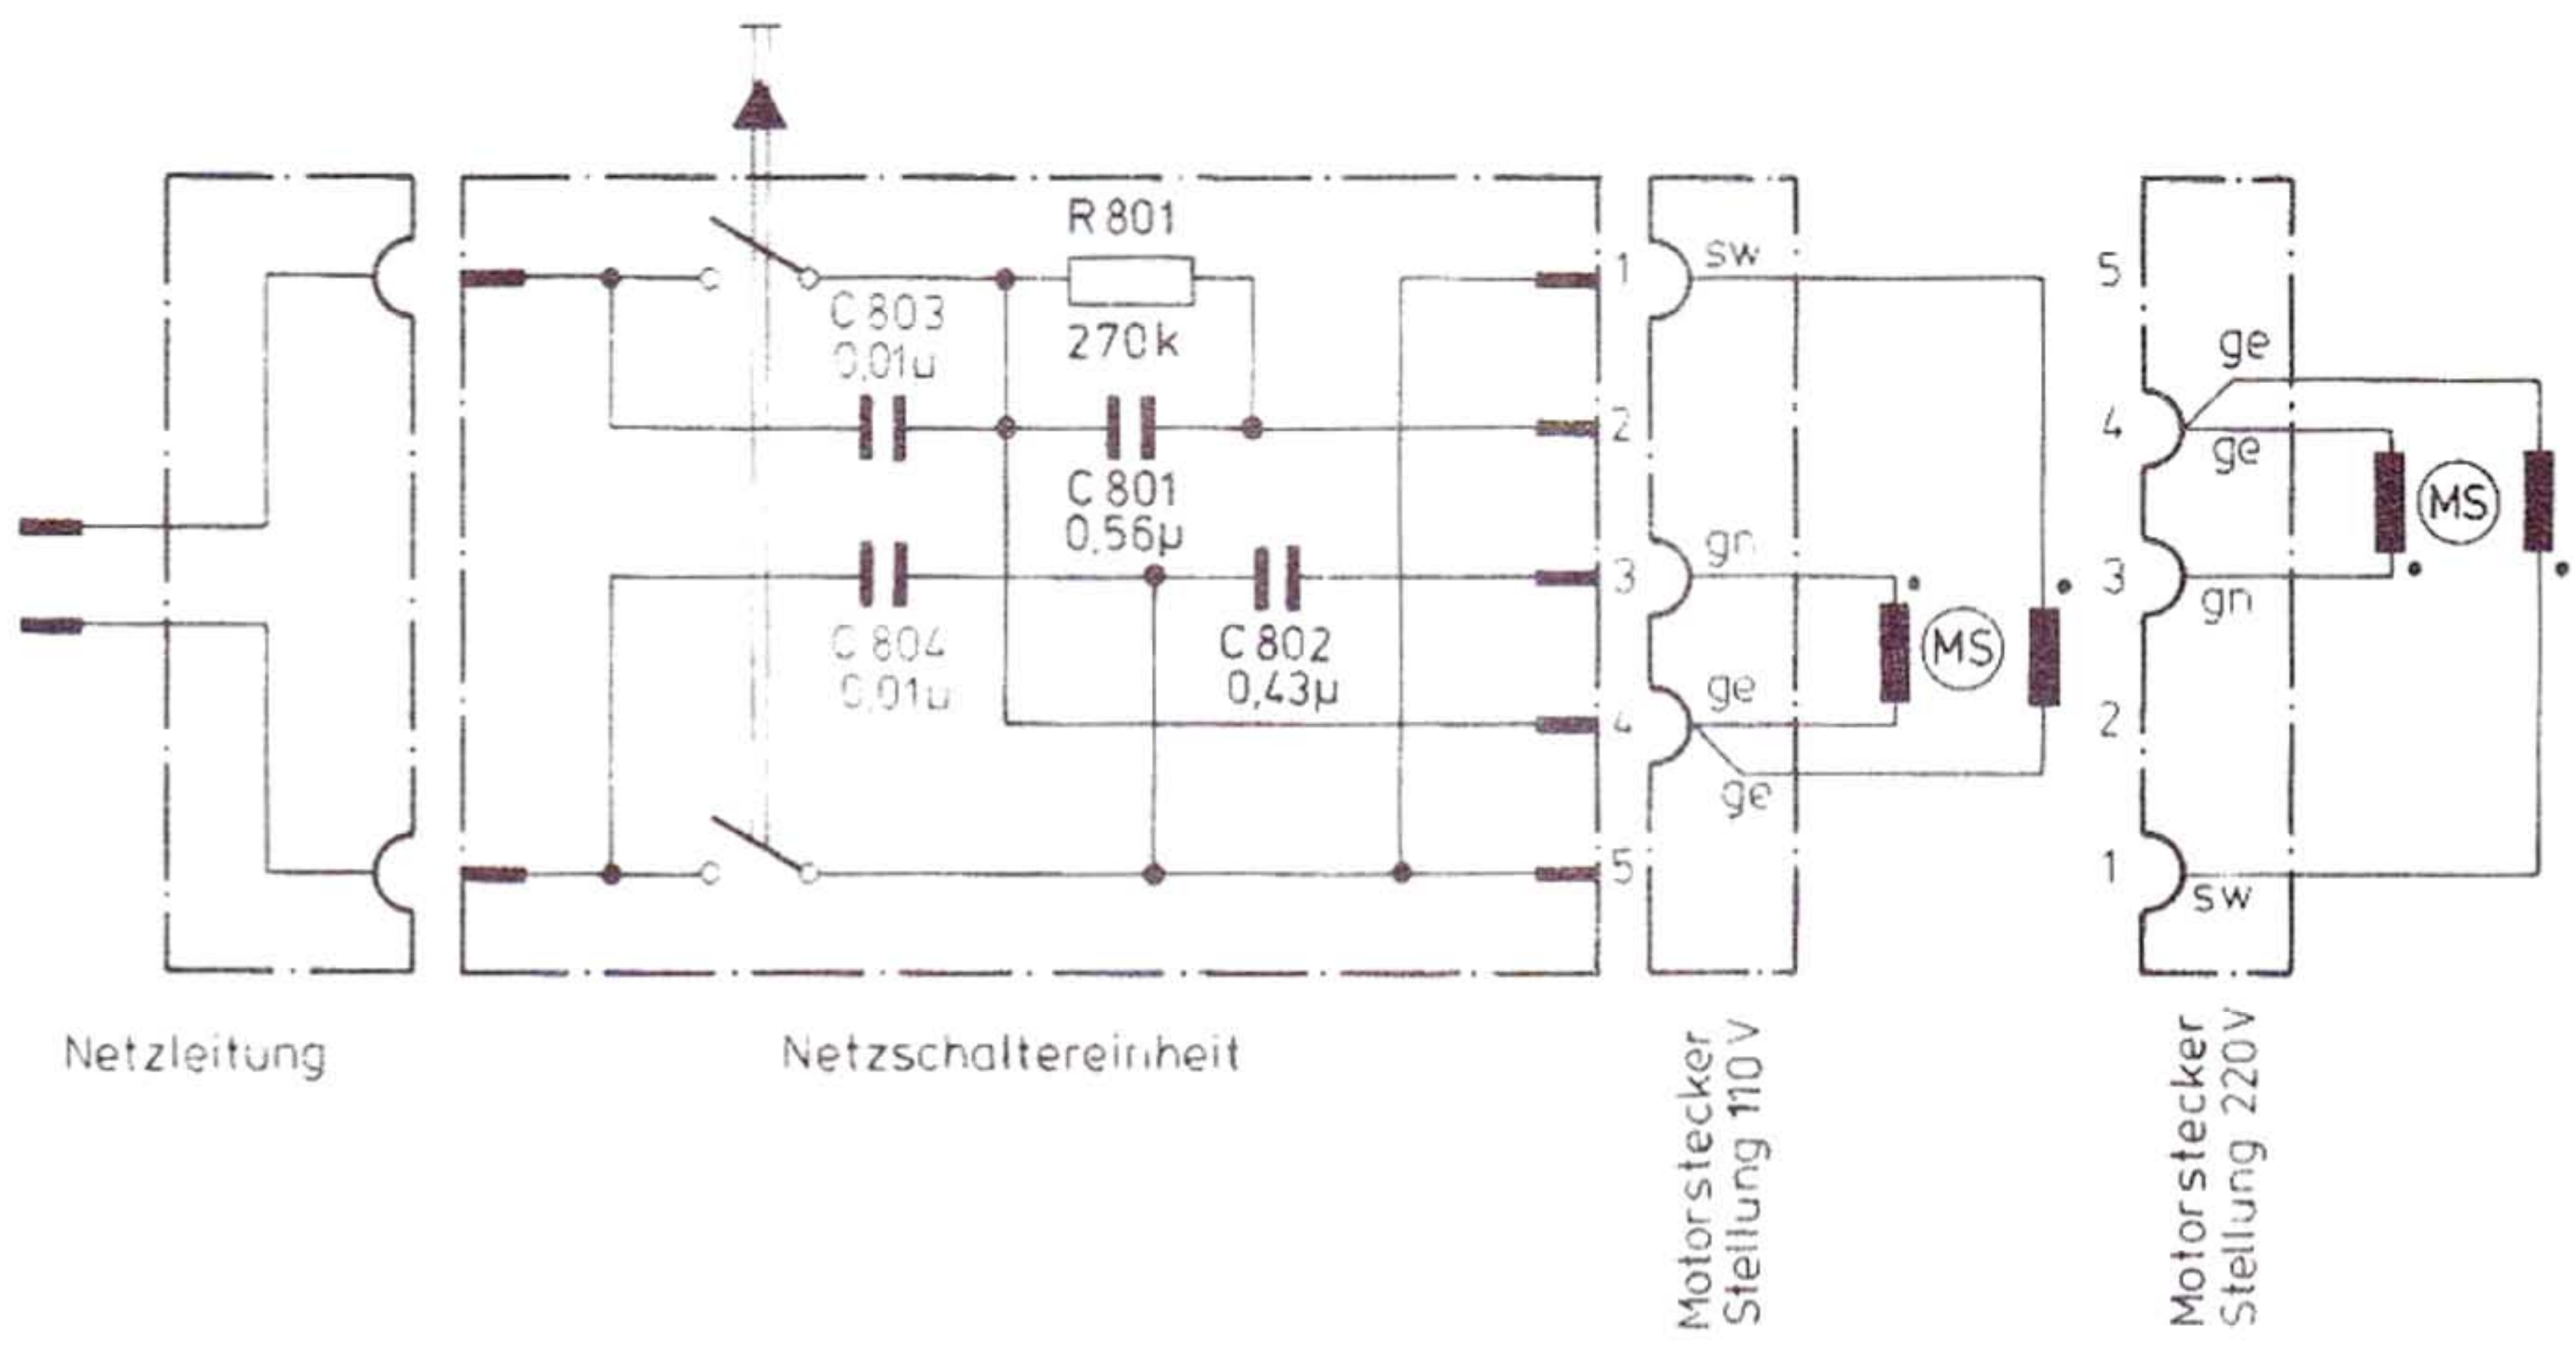 R 801
270k
C 803
0,01µ
C 801
0,56µ
C 804
0,01µ
C 802
0,43µ
1
2
3
4
5
sw
gn
ge
ge
MS
5
4
3
2
1
ge
ge
gn
sw
MS
Netzleitung
Netzschaltereinheit
Motorstecker
Stellung 110V
Motorstecker
Stellung 220V